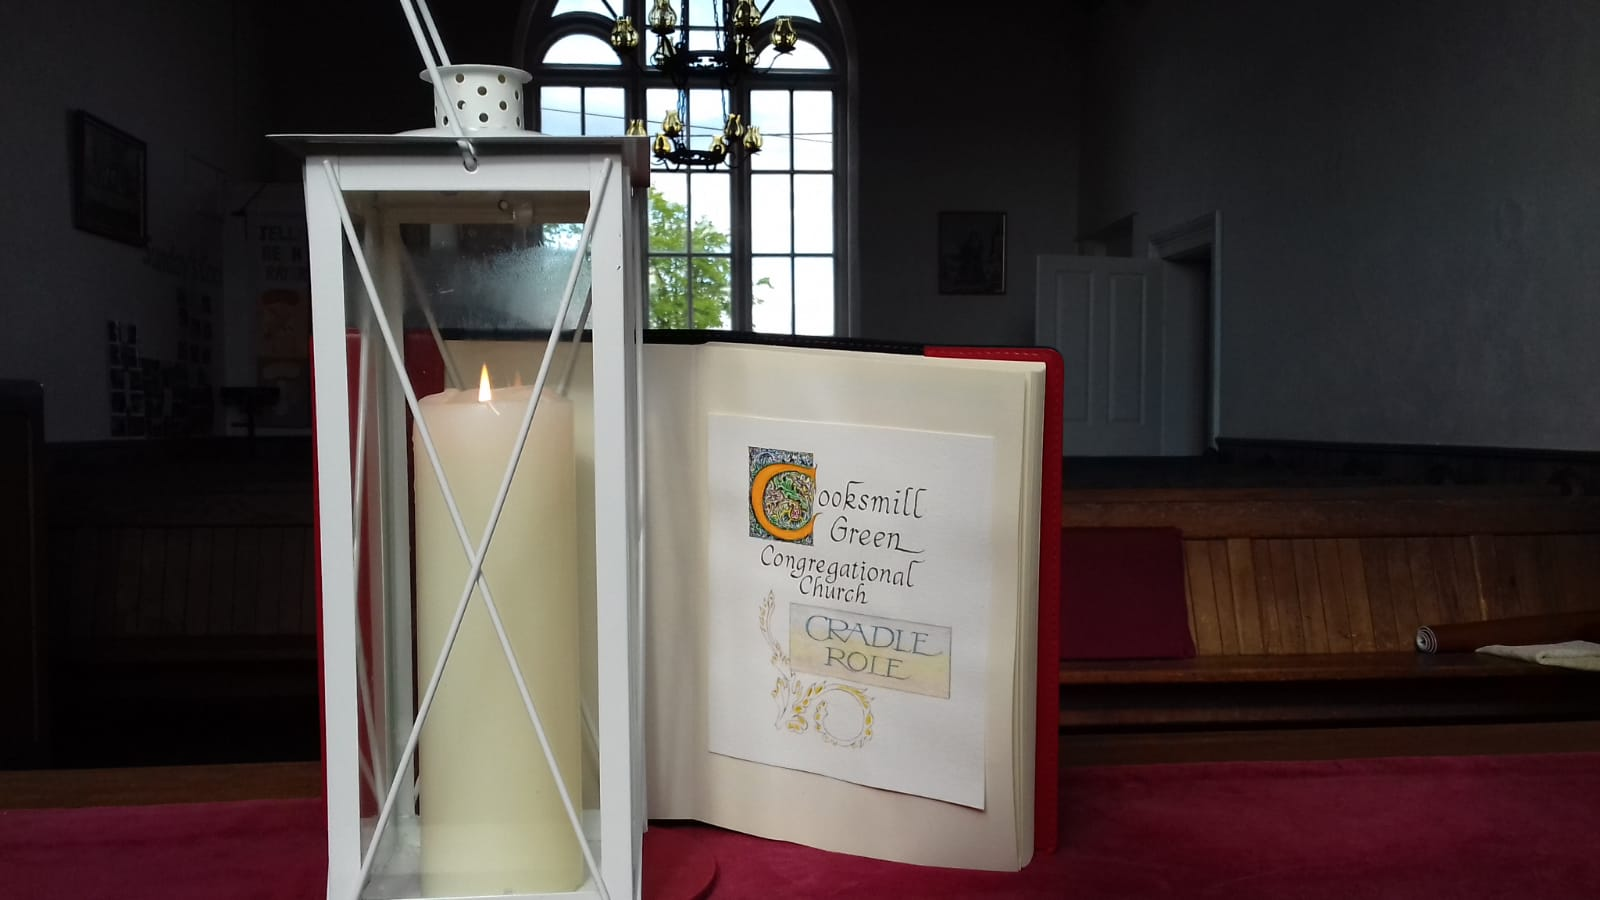 Cooksmill
Green
Congregational
Church
CRADLE
ROLE